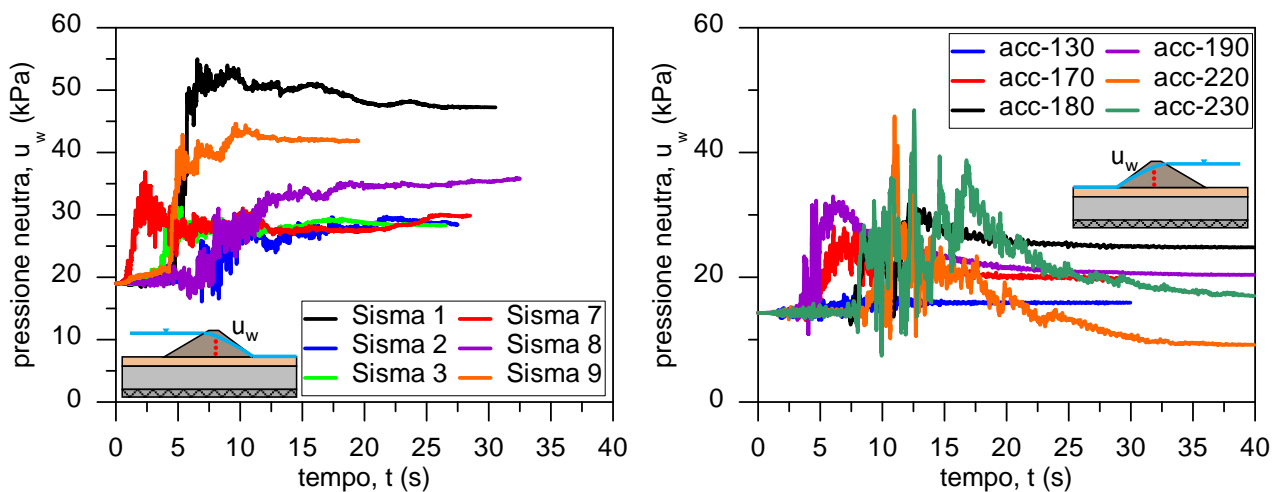 60
50
40
30
20
10
0
pressione neutra, u_w (kPa)
u_w
Sisma 1
Sisma 2
Sisma 3
Sisma 7
Sisma 8
Sisma 9
0 5 10 15 20 25 30 35 40
tempo, t (s)
60
40
20
0
pressione neutra, u_w (kPa)
acc-130
acc-170
acc-180
acc-190
acc-220
acc-230
u_w
0 5 10 15 20 25 30 35 40
tempo, t (s)